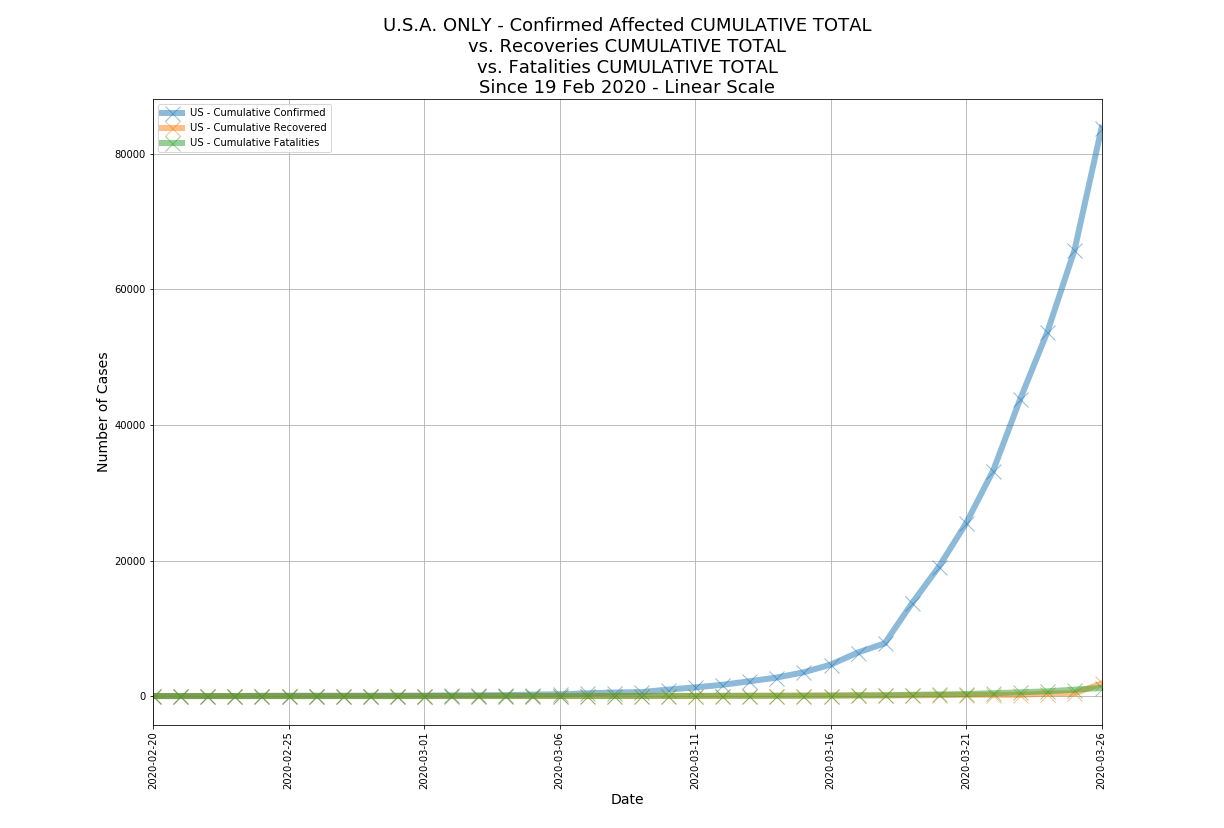 U.S.A. ONLY - Confirmed Affected CUMULATIVE TOTAL
vs. Recoveries CUMULATIVE TOTAL
vs. Fatalities CUMULATIVE TOTAL
Since 19 Feb 2020 - Linear Scale
US - Cumulative Confirmed
US - Cumulative Recovered
US - Cumulative Fatalities
80000
60000
40000
20000
0
Number of Cases
2020-02-20
2020-02-25
2020-03-01
2020-03-06
2020-03-11
2020-03-16
2020-03-21
2020-03-26
Date